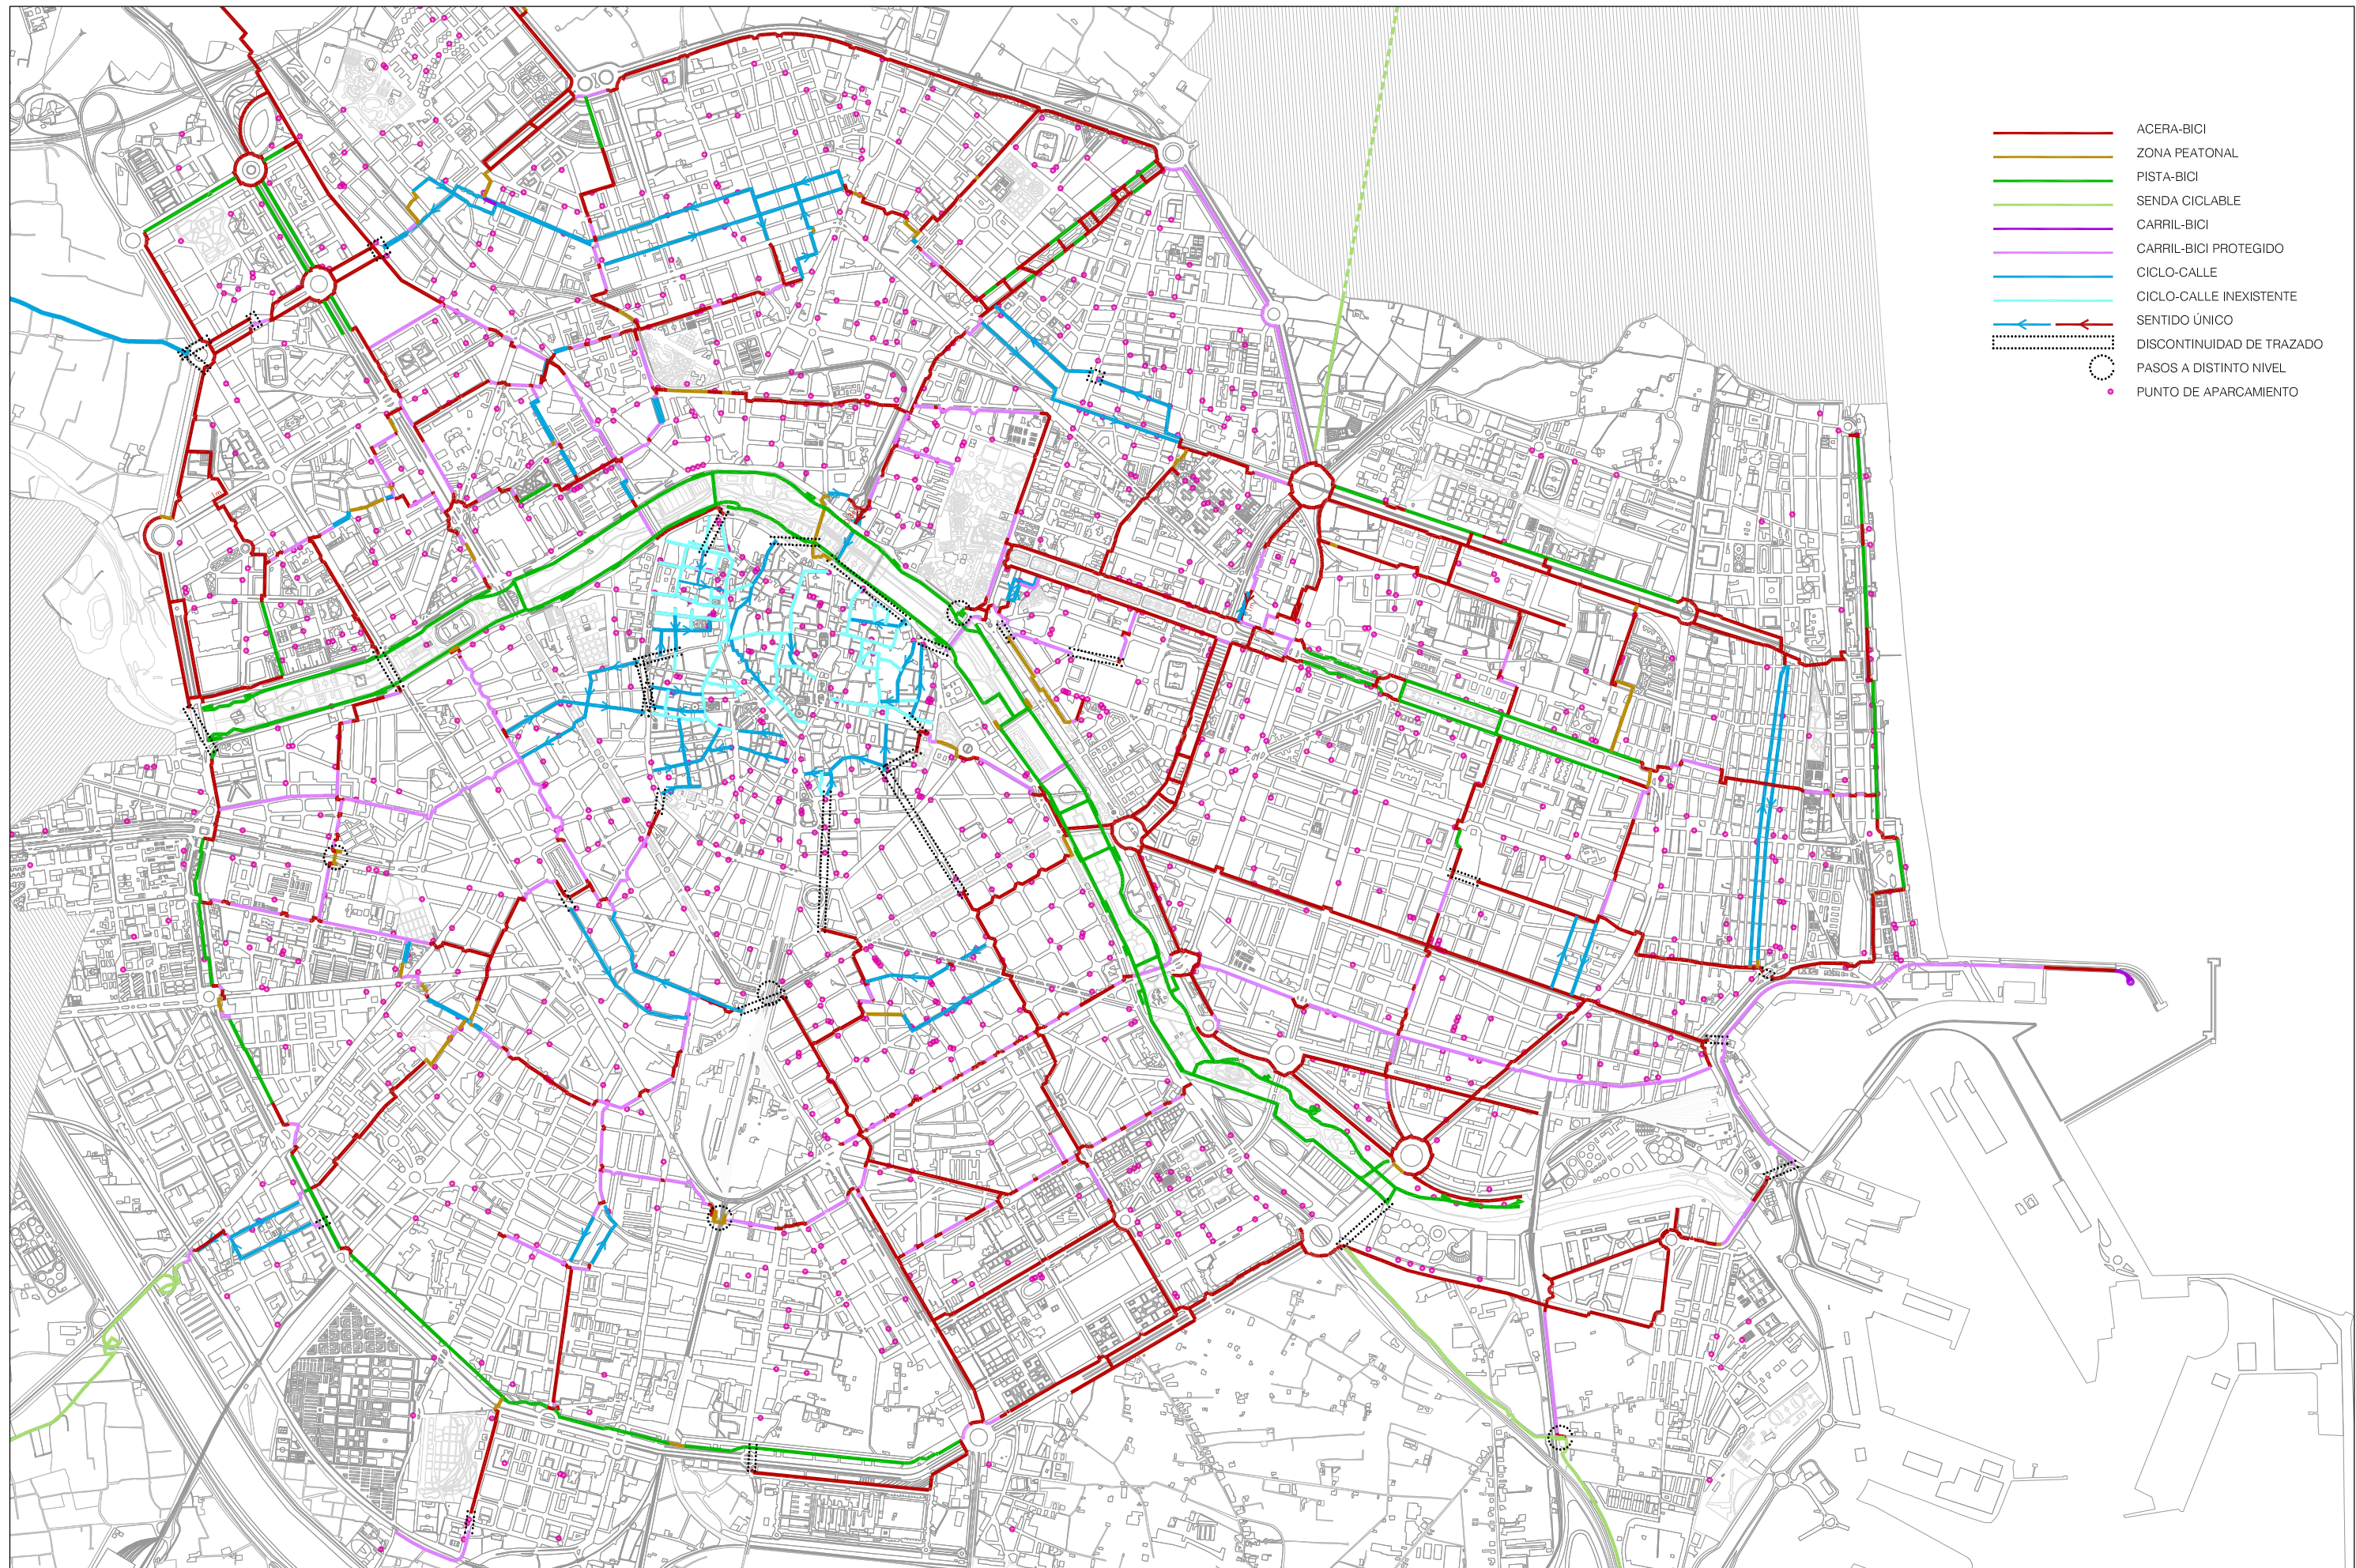 ACERA-BICI
ZONA PEATONAL
PISTA-BICI
SENDA CICLABLE
CARRIL-BICI
CARRIL-BICI PROTEGIDO
CICLO-CALLE
CICLO-CALLE INEXISTENTE
SENTIDO ÚNICO
DISCONTINUIDAD DE TRAZADO
PASOS A DISTINTO NIVEL
PUNTO DE APARCAMIENTO